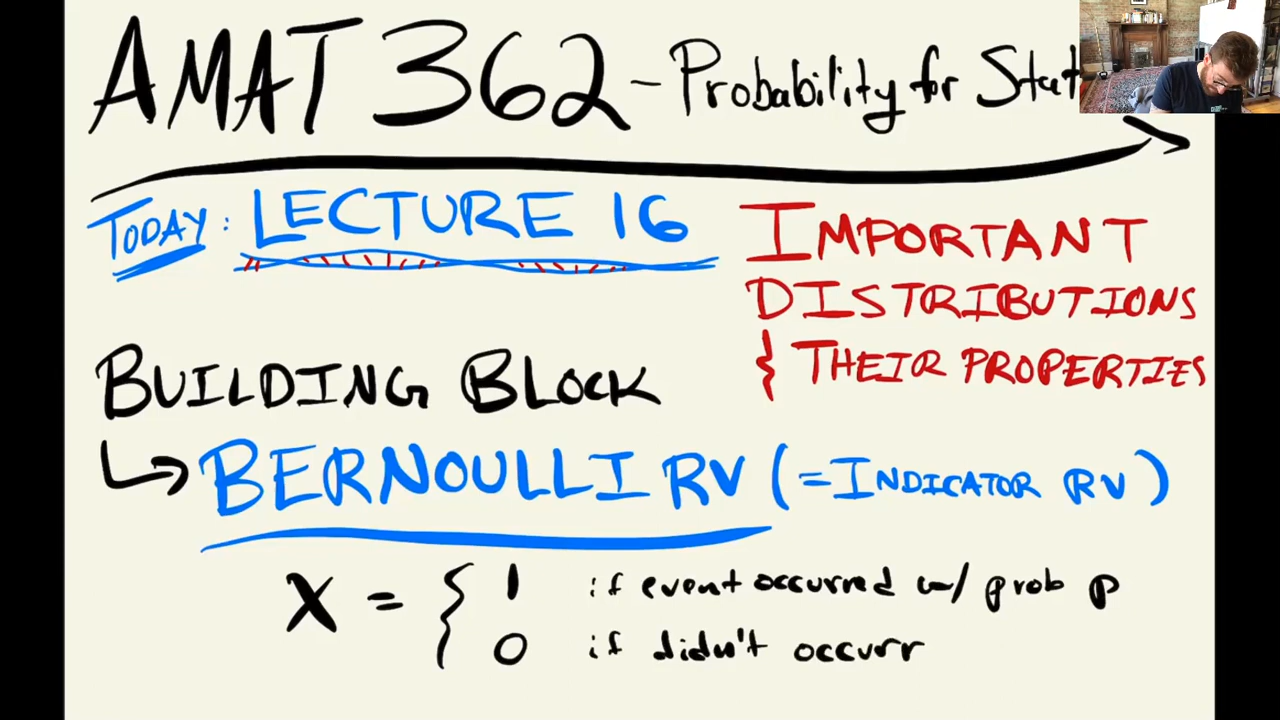 AMAT 362 - Probability for Stat
TODAY: LECTURE 16
IMPORTANT
DISTRIBUTIONS
& THEIR PROPERTIES
BUILDING BLOCK
↳ BERNOULLI RV (=INDICATOR RV)
X = { 1 if event occurred w/ prob p
0 if didn't occurr